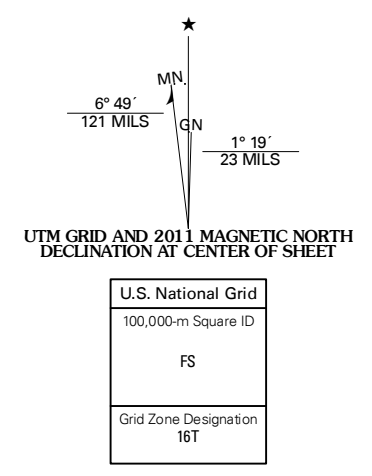 ★
MN
6° 49´
121 MILS
GN
1° 19´
23 MILS
UTM GRID AND 2011 MAGNETIC NORTH
DECLINATION AT CENTER OF SHEET
U.S. National Grid
100,000-m Square ID
FS
Grid Zone Designation
16T